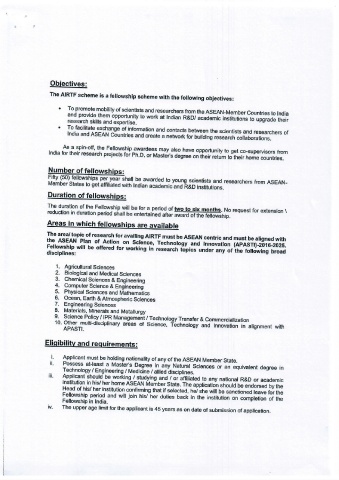 Objectives:
The AIRTF scheme is a fellowship scheme with the following objectives:
• To promote mobility of scientists and researchers from the ASEAN-Member Countries to India
and provide them opportunity to work at Indian R&D/ academic institutions to upgrade their
research skills and expertise.
• To facilitate exchange of information and contacts between the scientists and researchers of
India and ASEAN Countries and create a network for building research collaborations.
As a spin-off, the Fellowship awardees may also have opportunity to get co-supervisors from
India for their research projects for Ph.D. or Master's degree on their return to their home countries.
Number of fellowships:
Fifty (50) fellowships per year shall be awarded to young scientists and researchers from ASEAN-
Member States to get affiliated with Indian academic and R&D institutions.
Duration of fellowships:
The duration of the Fellowship will be for a period of two to six months. No request for extension \
reduction in duration period shall be entertained after award of the fellowship.
Areas in which fellowships are available
The area/ topic of research for availing AIRTF must be ASEAN centric and must be aligned with
the ASEAN Plan of Action on Science, Technology and Innovation (APASTI)-2016-2025.
Fellowship will be offered for working in research topics under any of the following broad
disciplines:
1. Agricultural Sciences
2. Biological and Medical Sciences
3. Chemical Sciences & Engineering
4. Computer Science & Engineering
5. Physical Sciences and Mathematics
6. Ocean, Earth & Atmospheric Sciences
7. Engineering Sciences
8. Materials, Minerals and Metallurgy
9. Science Policy / IPR Management / Technology Transfer & Commercialization
10. Other multi-disciplinary areas of Science, Technology and Innovation in alignment with
APASTI.
Eligibility and requirements:
i. Applicant must be holding nationality of any of the ASEAN Member State.
ii. Possess at-least a Master's Degree in any Natural Sciences or an equivalent degree in
Technology / Engineering / Medicine / allied disciplines.
iii. Applicant should be working / studying and / or affiliated to any national R&D or academic
institution in his/ her home ASEAN Member State. The application should be endorsed by the
Head of his/ her institution confirming that if selected, he/ she will be sanctioned leave for the
Fellowship period and will join his/ her duties back in the institution on completion of the
Fellowship in India.
iv. The upper age limit for the applicant is 45 years as on date of submission of application.